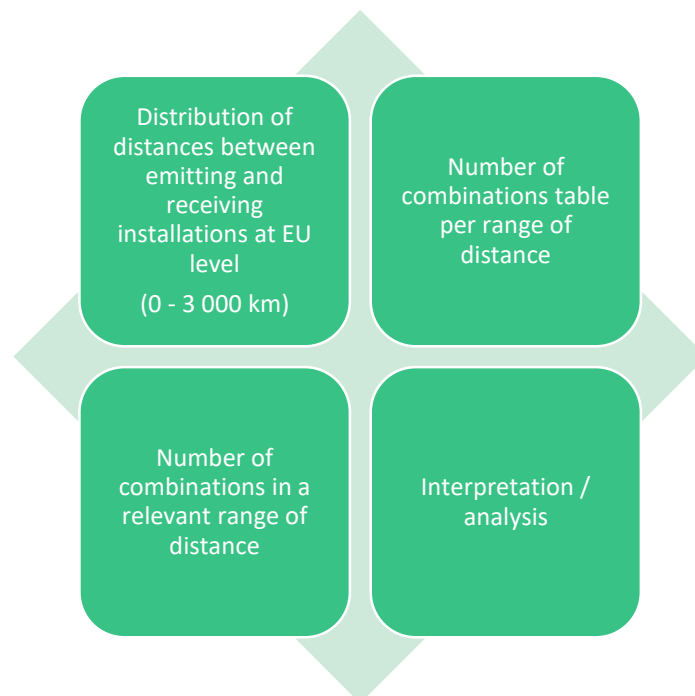 Distribution of
distances between
emitting and
receiving
installations at EU
level
(0 - 3 000 km)
Number of
combinations table
per range of
distance
Number of
combinations in a
relevant range of
distance
Interpretation /
analysis